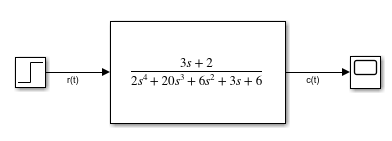 3s + 2
2s⁴ + 20s³ + 6s² + 3s + 6
r(t)
c(t)